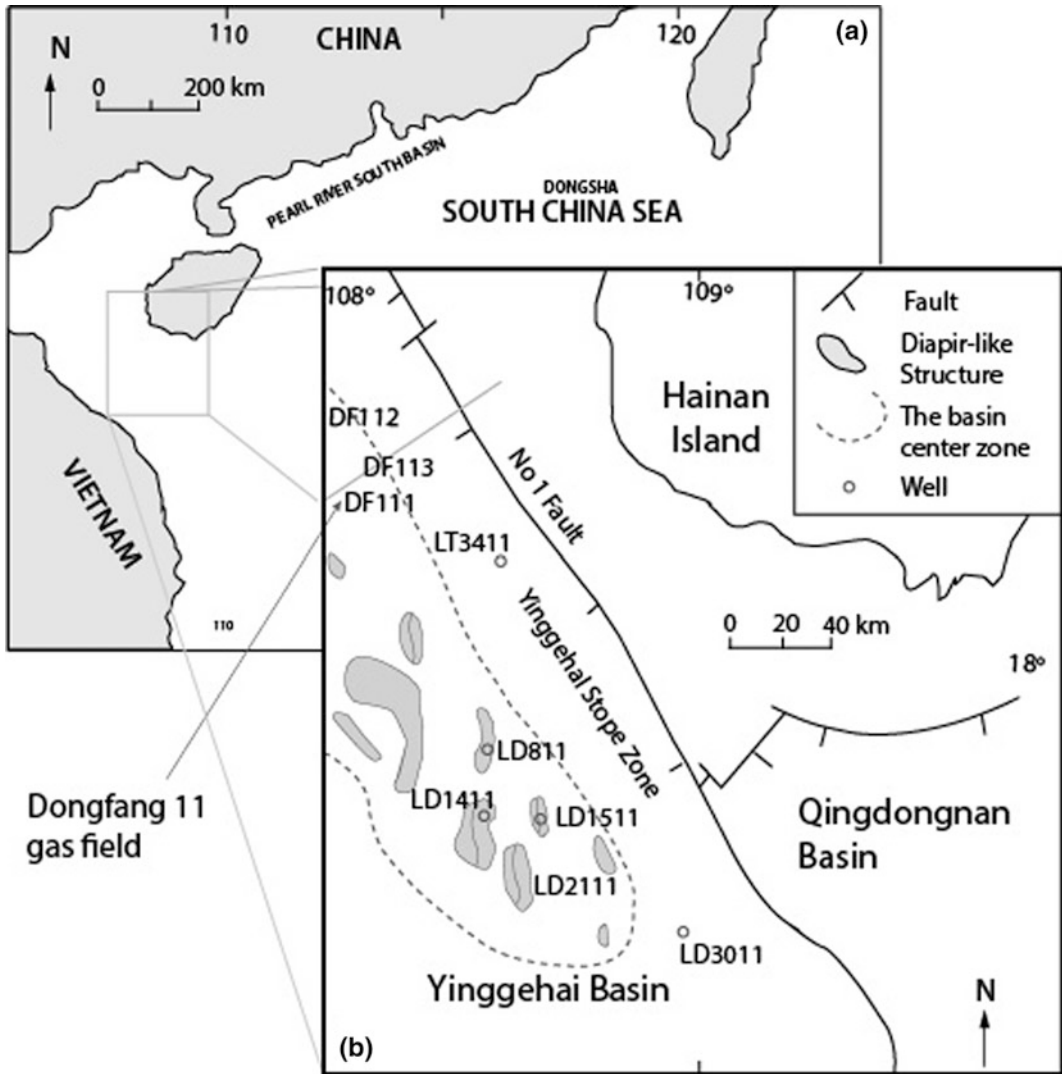 110
120
(a)
CHINA
N
0 200 km
PEARL RIVER SOUTH BASIN
DONGSHA
SOUTH CHINA SEA
VIETNAM
110
Dongfang 11
gas field
108°
109°
Fault
Diapir-like
Structure
The basin
center zone
Well
Hainan
Island
DF112
DF113
DF111
No 1 Fault
LT3411
Yinggehal Stope Zone
0 20 40 km
18°
LD811
LD1411
LD1511
LD2111
Qingdongnan
Basin
LD3011
Yinggehai Basin
N
(b)